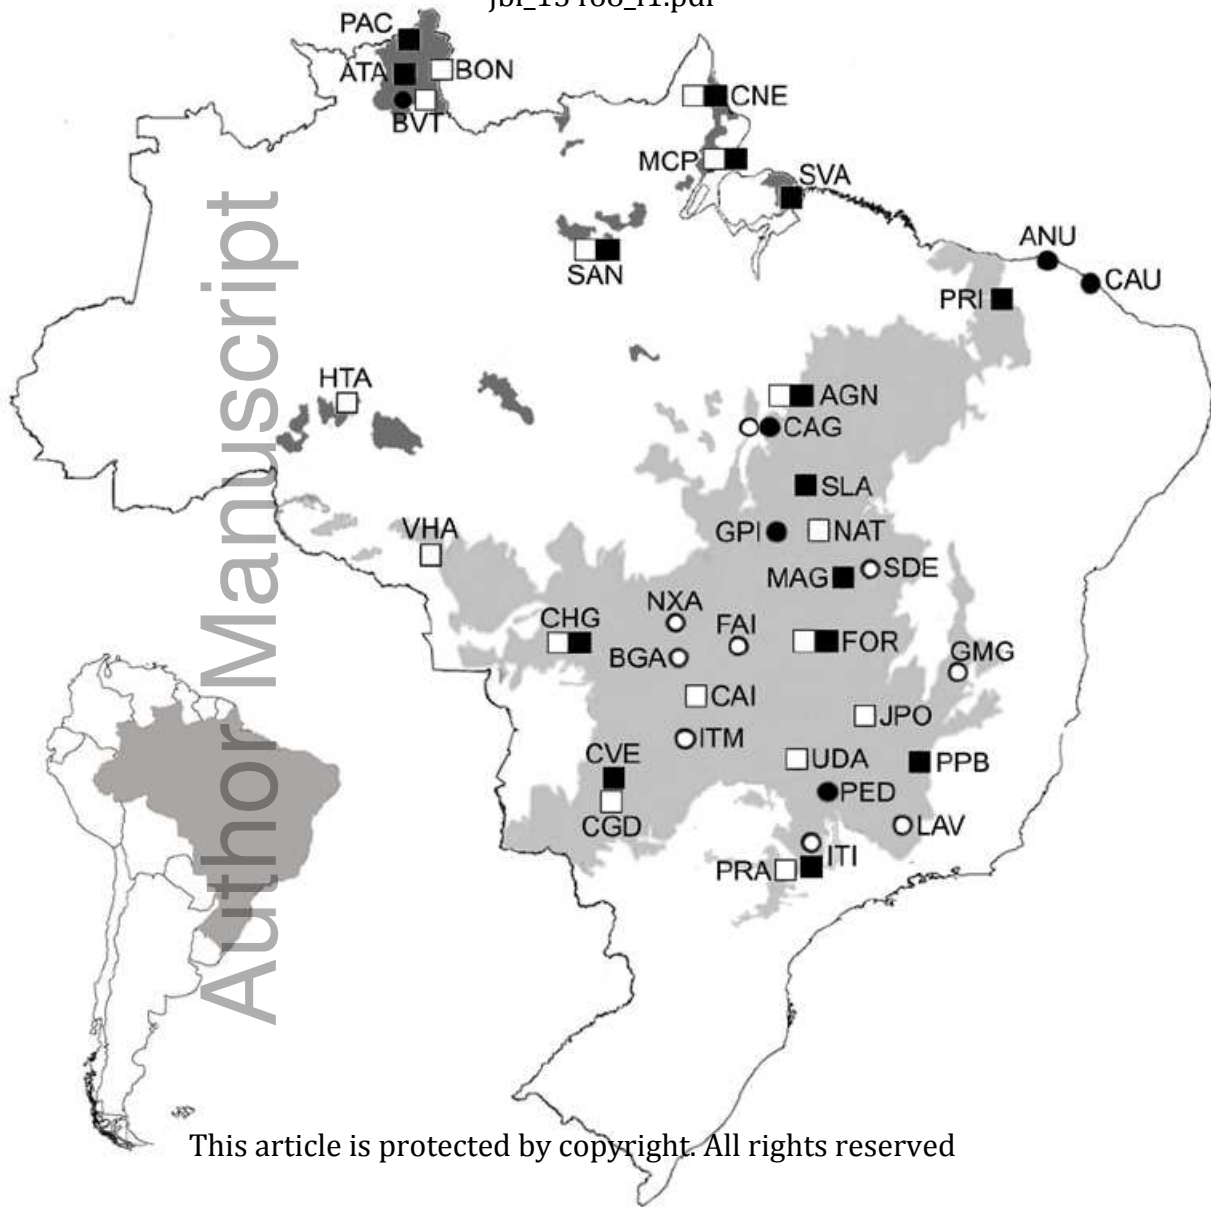 PAC
ATA
BON
BVT
CNE
MCP
SVA
SAN
ANU
CAU
PRI
HTA
AGN
CAG
SLA
GPI
NAT
VHA
MAG
SDE
NXA
CHG
FAI
FOR
BGA
GMG
CAI
JPO
ITM
CVE
UDA
PPB
PED
CGD
LAV
ITI
PRA
Author Manuscript
This article is protected by copyright. All rights reserved